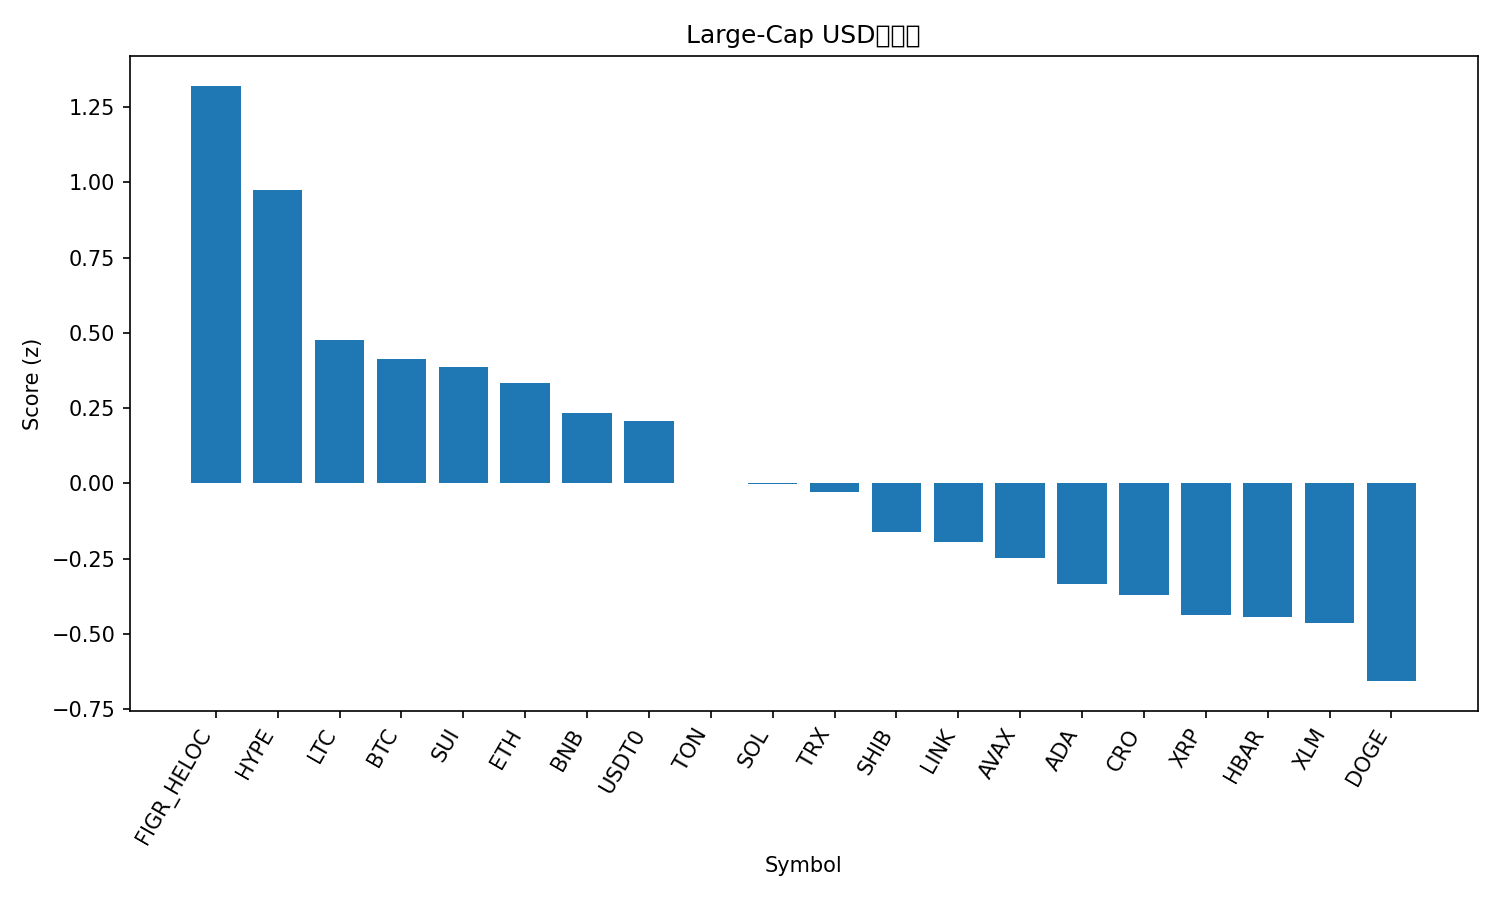 Large-Cap USD
1.25
1.00
0.75
0.50
0.25
0.00
−0.25
−0.50
−0.75
Score (z)
FIGR_HELOC
HYPE
LTC
BTC
SUI
ETH
BNB
USDT0
TON
SOL
TRX
SHIB
LINK
AVAX
ADA
CRO
XRP
HBAR
XLM
DOGE
Symbol